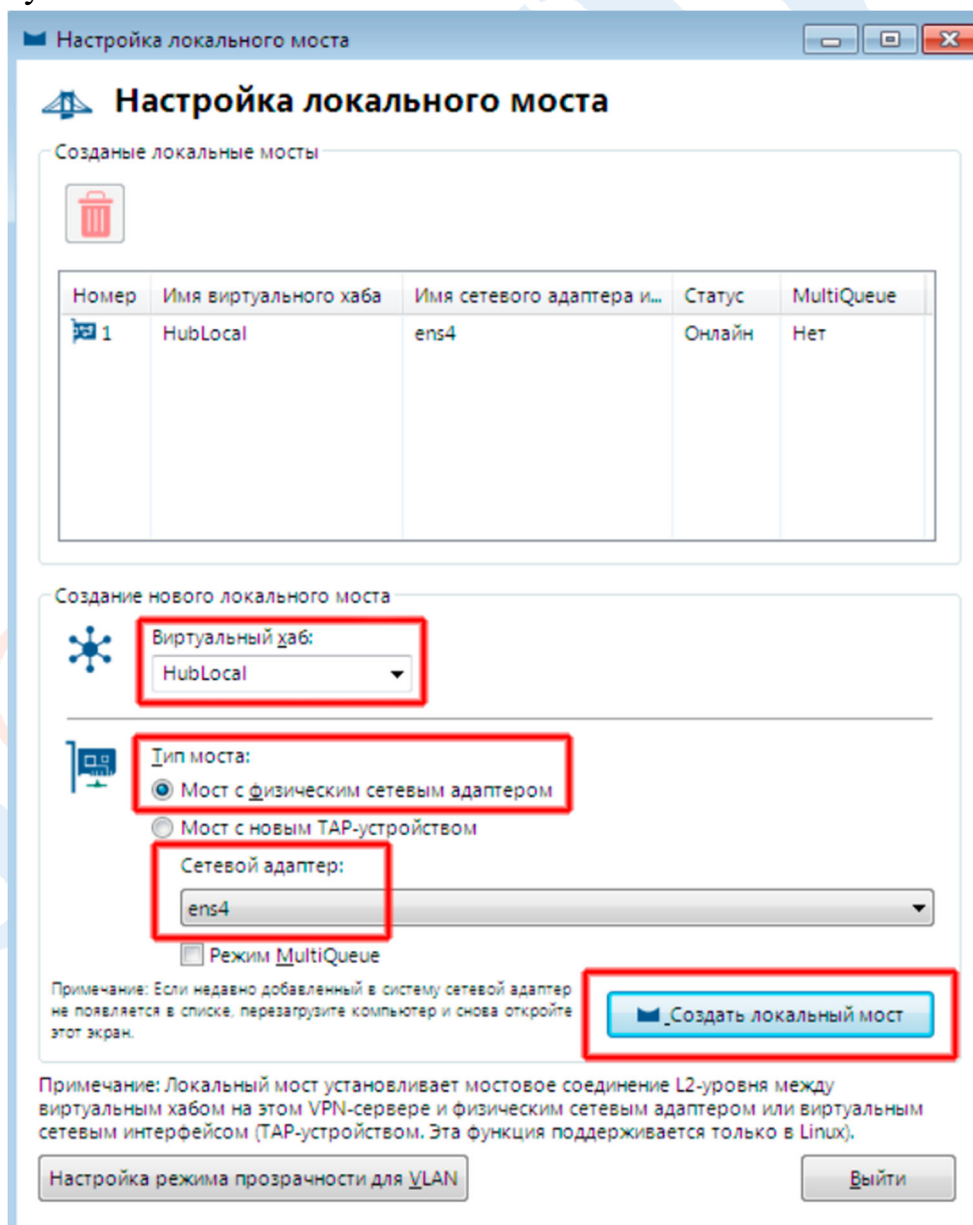 Настройка локального моста
Настройка локального моста
Созданые локальные мосты
Номер Имя виртуального хаба Имя сетевого адаптера и... Статус MultiQueue
1 HubLocal ens4 Онлайн Нет
Создание нового локального моста
Виртуальный хаб:
HubLocal
Тип моста:
Мост с физическим сетевым адаптером
Мост с новым TAP-устройством
Сетевой адаптер:
ens4
Режим MultiQueue
Примечание: Если недавно добавленный в систему сетевой адаптер
не появляется в списке, перезагрузите компьютер и снова откройте
этот экран.
Создать локальный мост
Примечание: Локальный мост устанавливает мостовое соединение L2-уровня между
виртуальным хабом на этом VPN-сервере и физическим сетевым адаптером или виртуальным
сетевым интерфейсом (TAP-устройством. Эта функция поддерживается только в Linux).
Настройка режима прозрачности для VLAN
Выйти